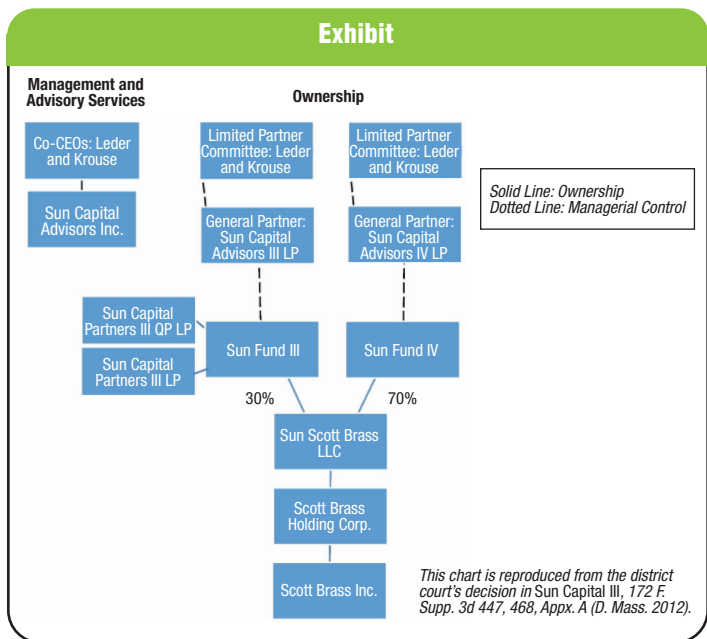 Exhibit
Management and
Advisory Services
Ownership
Co-CEOs: Leder
and Krouse
Limited Partner
Committee: Leder
and Krouse
Limited Partner
Committee: Leder
and Krouse
Solid Line: Ownership
Dotted Line: Managerial Control
Sun Capital
Advisors Inc.
General Partner:
Sun Capital
Advisors III LP
General Partner:
Sun Capital
Advisors IV LP
Sun Capital
Partners III QP LP
Sun Capital
Partners III LP
Sun Fund III
Sun Fund IV
30%
70%
Sun Scott Brass
LLC
Scott Brass
Holding Corp.
Scott Brass Inc.
This chart is reproduced from the district
court's decision in Sun Capital III, 172 F.
Supp. 3d 447, 468, Appx. A (D. Mass. 2012).